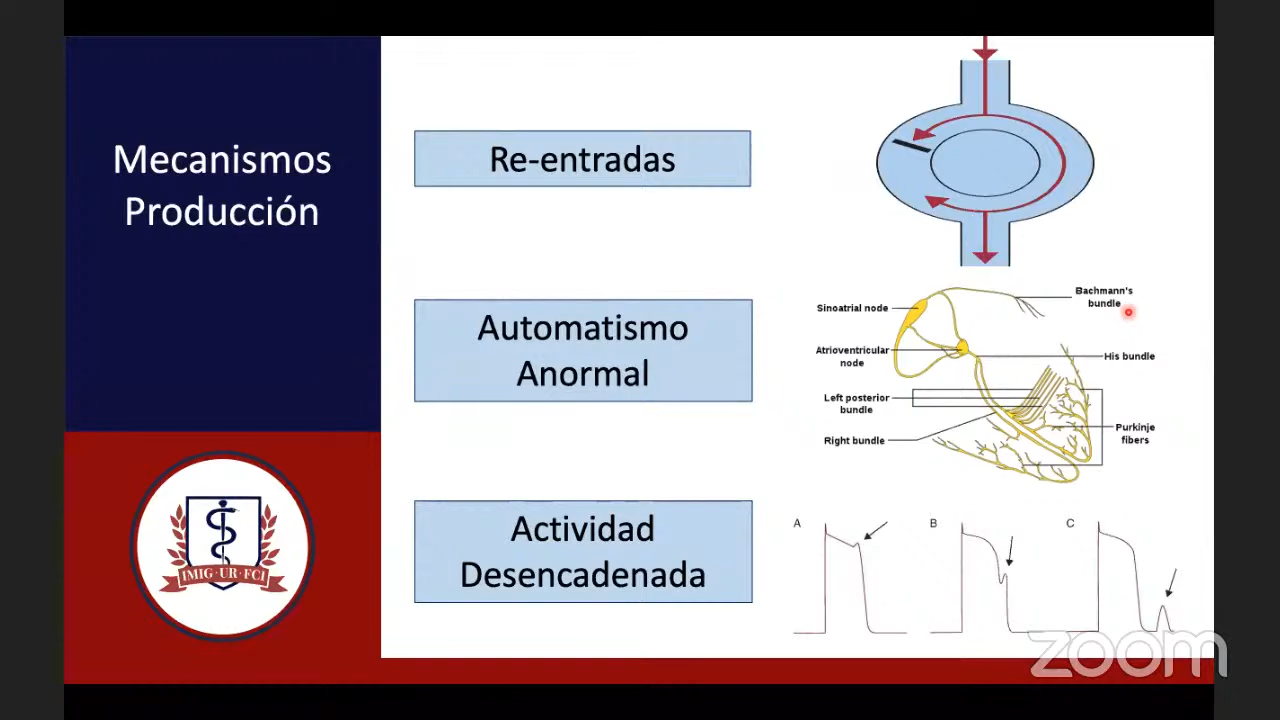 Mecanismos
Producción
Re-entradas
Automatismo
Anormal
Actividad
Desencadenada
Bachmann's
bundle
Sinoatrial node
Atrioventricular
node
His bundle
Left posterior
bundle
Purkinje
fibers
Right bundle
A
B
C
IMIG·UR·FCI
zoom